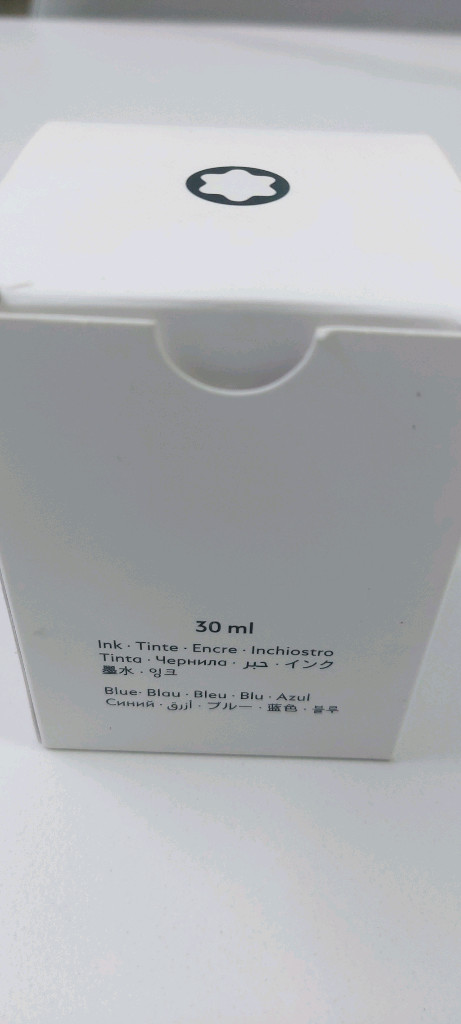 30 ml
Ink · Tinte · Encre · Inchiostro
Tinta · Чернила · حبر · インク
墨水 · 잉크
Blue · Blau · Bleu · Blu · Azul
Синий · أزرق · ブルー · 蓝色 · 블루